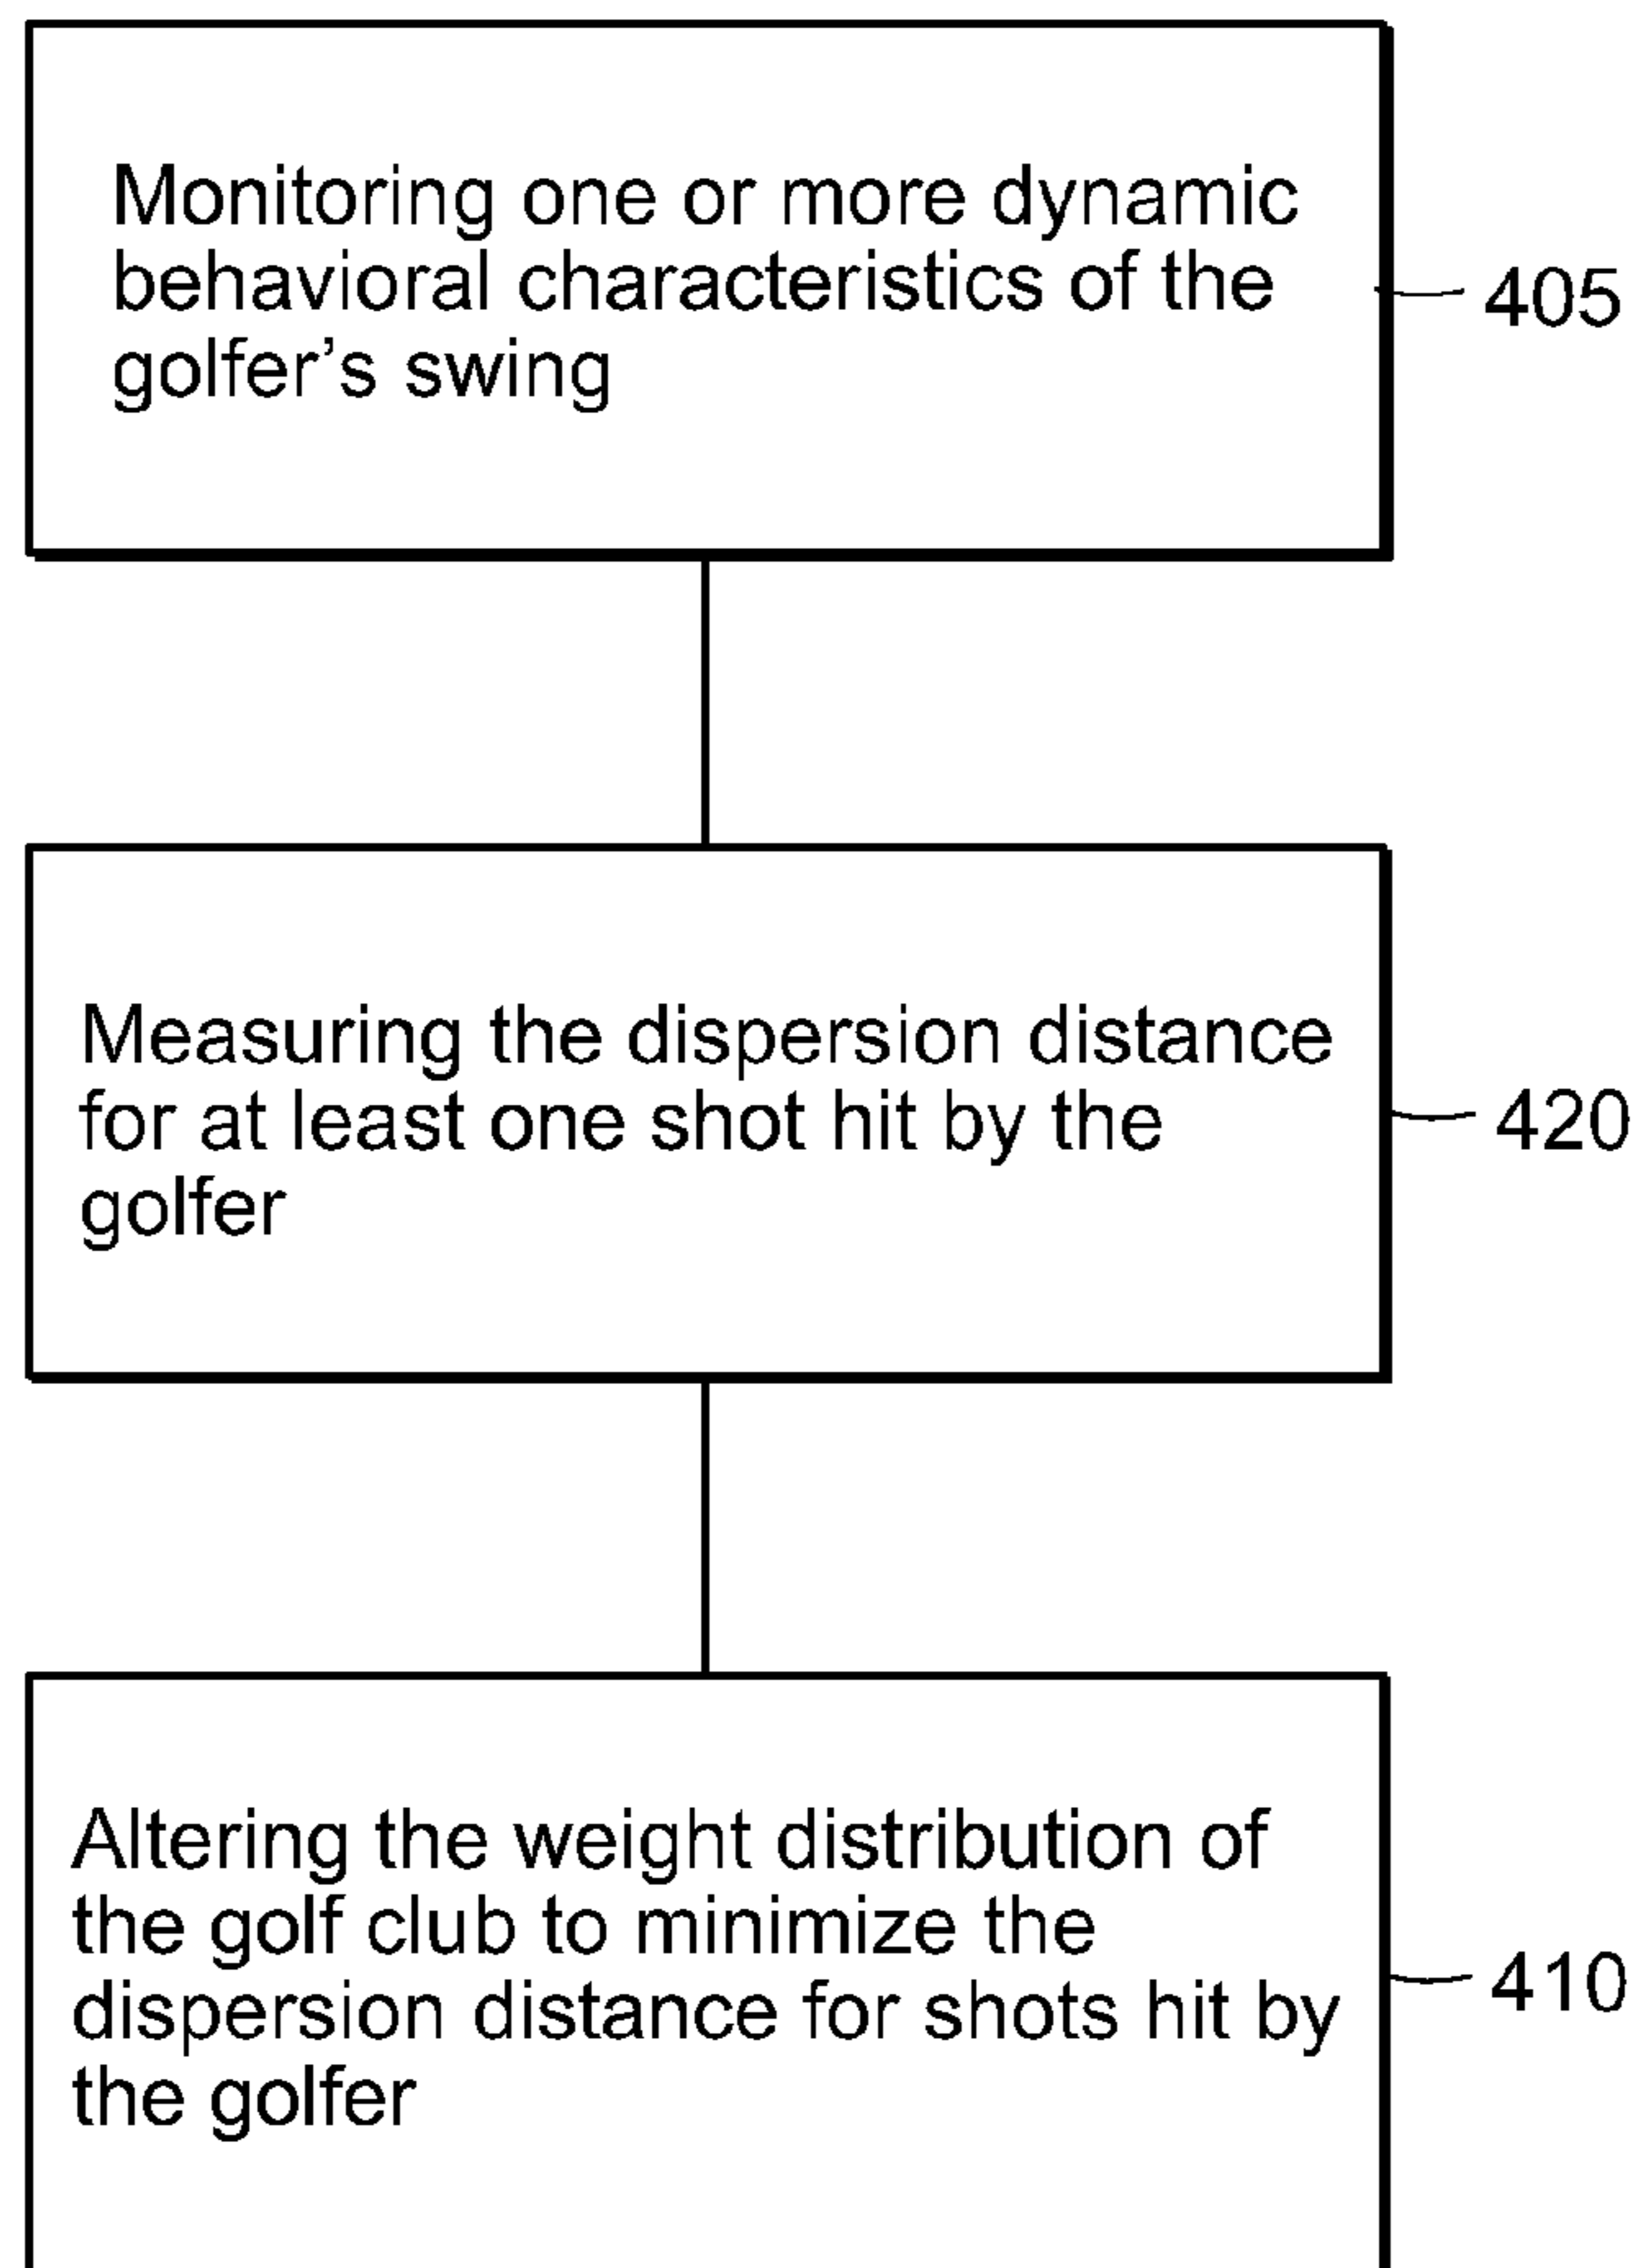 Monitoring one or more dynamic
behavioral characteristics of the
golfer's swing
405
Measuring the dispersion distance
for at least one shot hit by the
golfer
420
Altering the weight distribution of
the golf club to minimize the
dispersion distance for shots hit by
the golfer
410